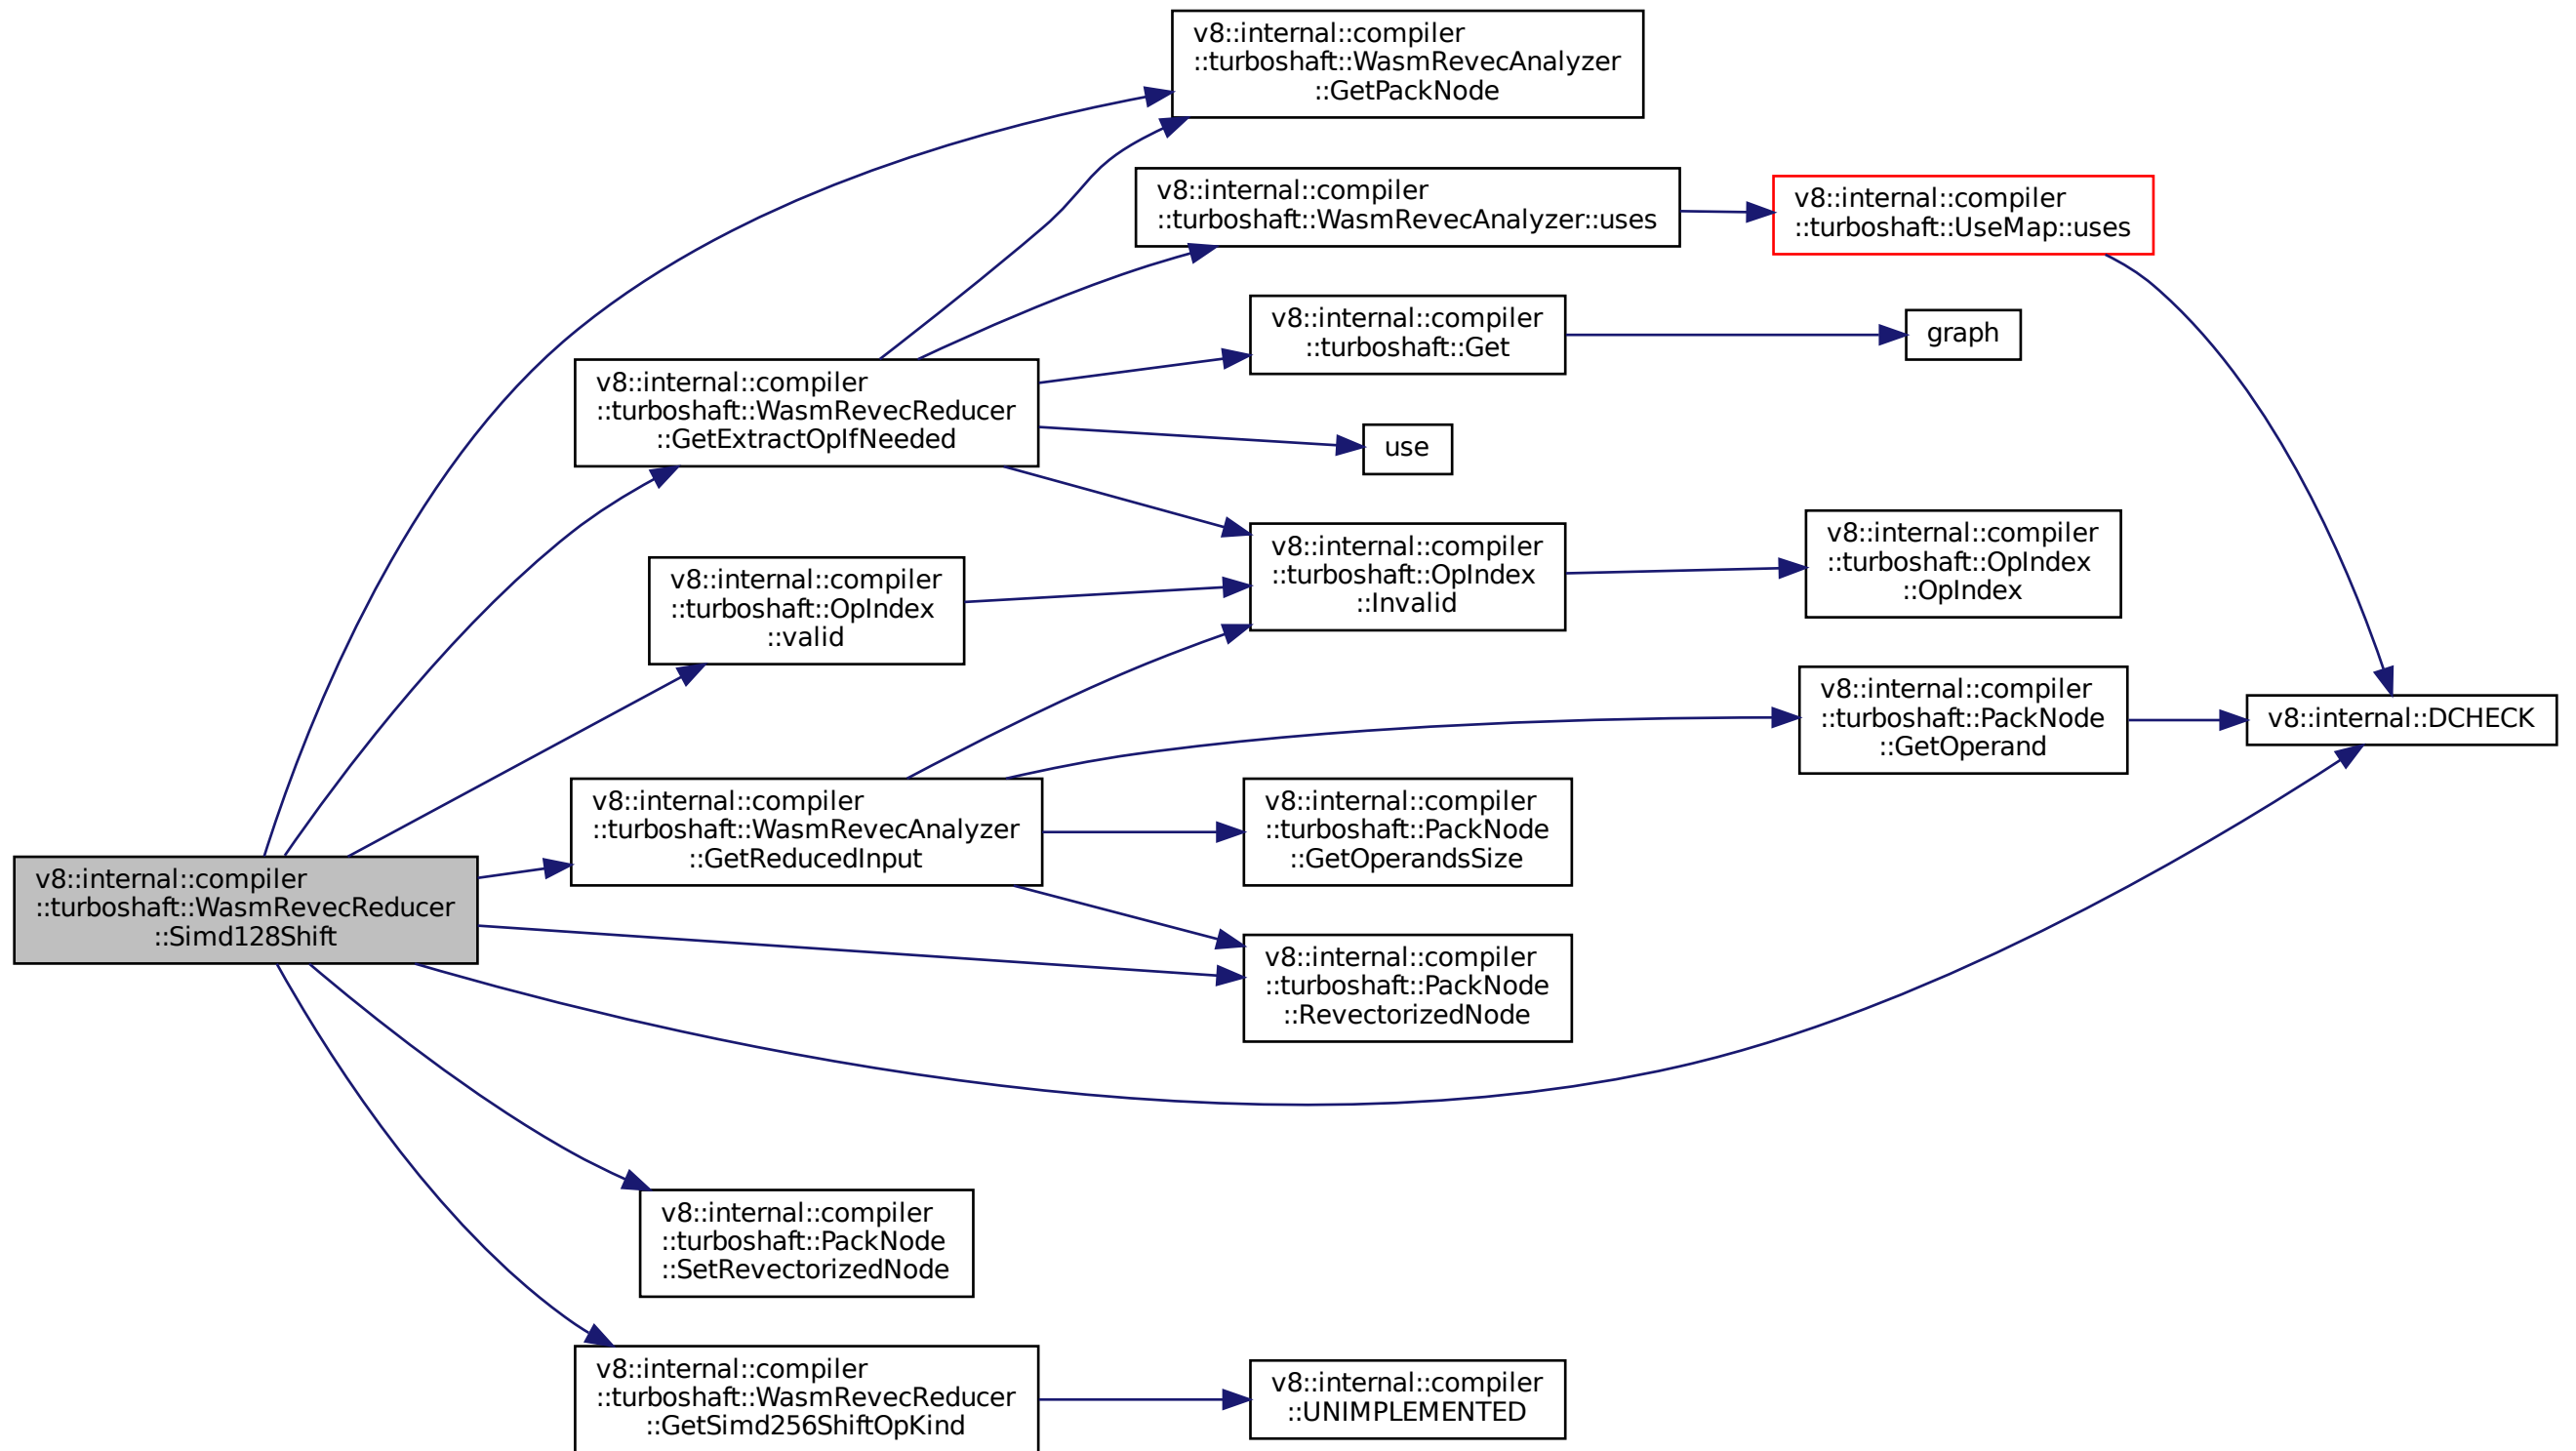 v8::internal::compiler
::turboshaft::WasmRevecAnalyzer
::GetPackNode
v8::internal::compiler
::turboshaft::WasmRevecAnalyzer::uses
v8::internal::compiler
::turboshaft::UseMap::uses
v8::internal::compiler
::turboshaft::Get
graph
v8::internal::compiler
::turboshaft::WasmRevecReducer
::GetExtractOpIfNeeded
use
v8::internal::compiler
::turboshaft::OpIndex
::valid
v8::internal::compiler
::turboshaft::OpIndex
::Invalid
v8::internal::compiler
::turboshaft::OpIndex
::OpIndex
v8::internal::compiler
::turboshaft::PackNode
::GetOperand
v8::internal::DCHECK
v8::internal::compiler
::turboshaft::WasmRevecAnalyzer
::GetReducedInput
v8::internal::compiler
::turboshaft::PackNode
::GetOperandsSize
v8::internal::compiler
::turboshaft::WasmRevecReducer
::Simd128Shift
v8::internal::compiler
::turboshaft::PackNode
::RevectorizedNode
v8::internal::compiler
::turboshaft::PackNode
::SetRevectorizedNode
v8::internal::compiler
::turboshaft::WasmRevecReducer
::GetSimd256ShiftOpKind
v8::internal::compiler
::UNIMPLEMENTED